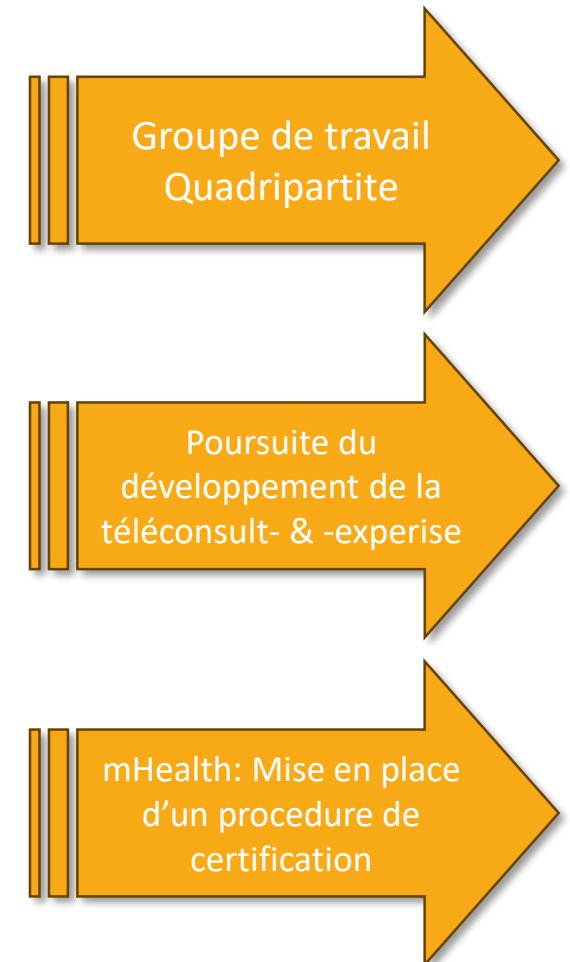 Groupe de travail
Quadripartite
Poursuite du
développement de la
téléconsult- & -experise
mHealth: Mise en place
d’un procedure de
certification